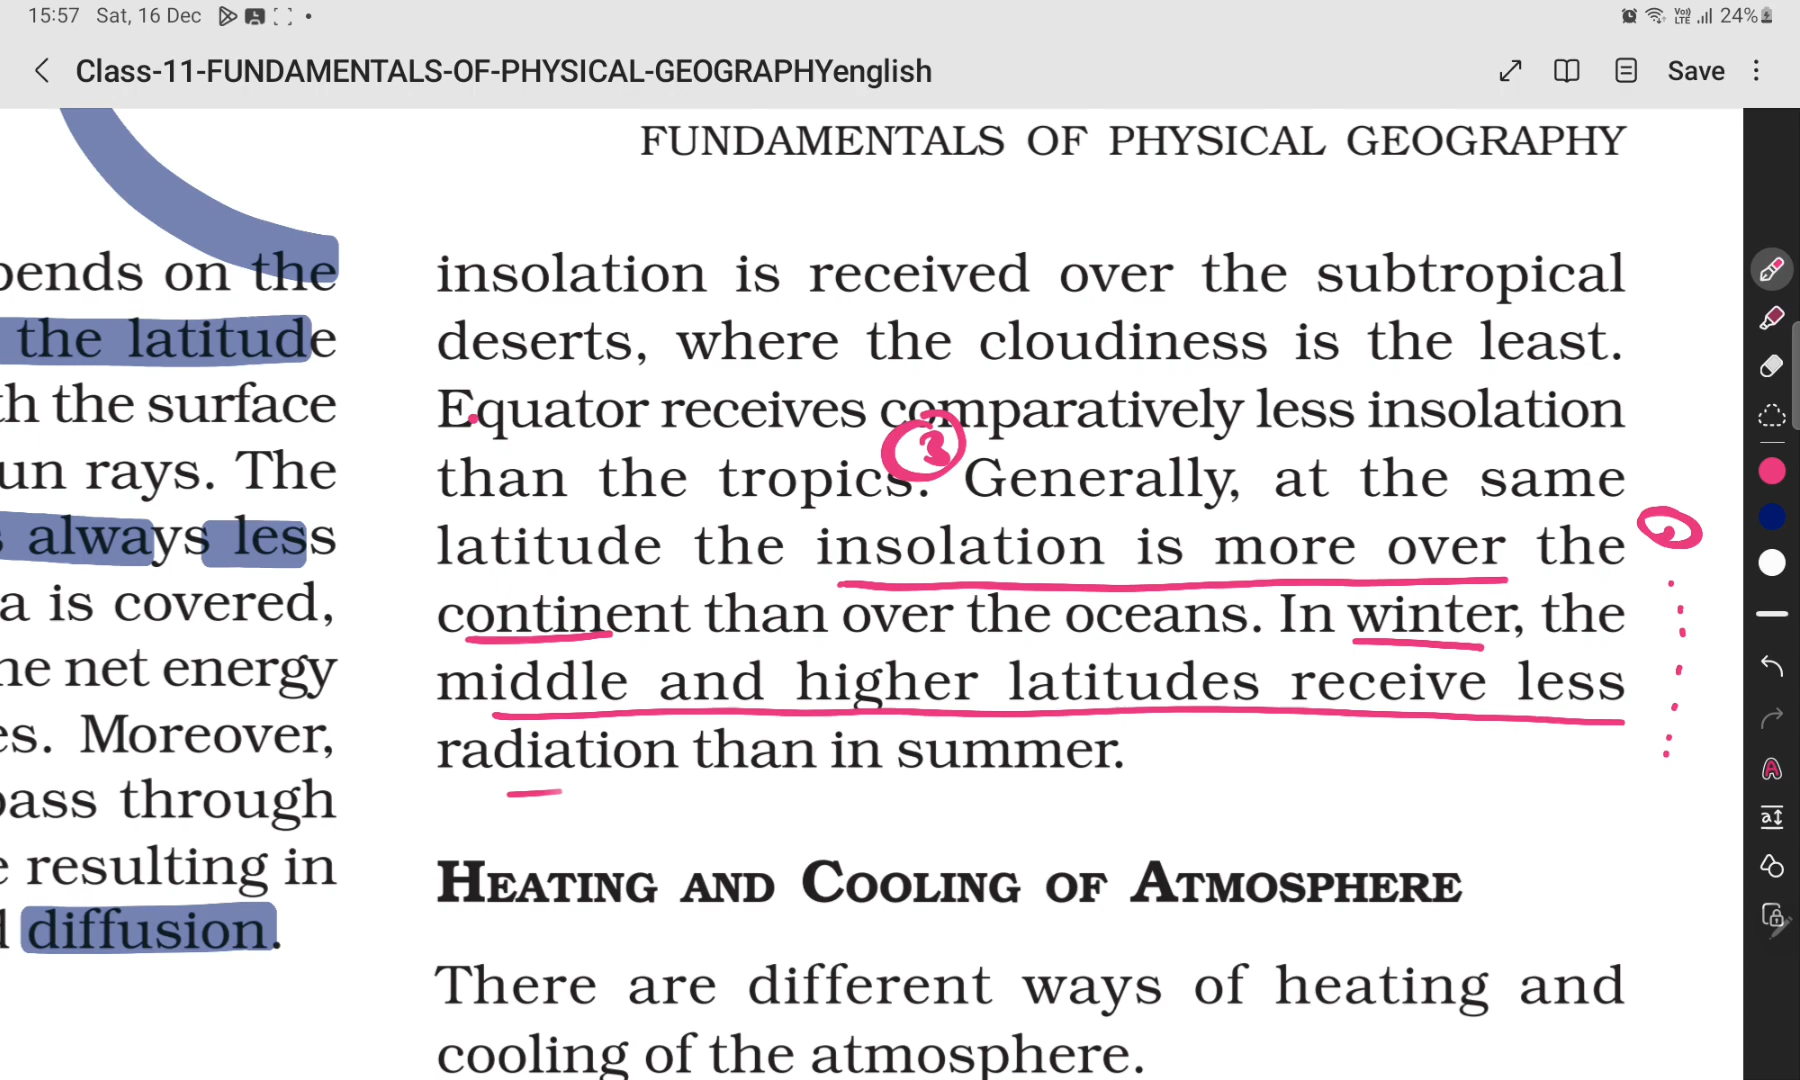 15:57 Sat, 16 Dec
24%
Class-11-FUNDAMENTALS-OF-PHYSICAL-GEOGRAPHYenglish
Save
FUNDAMENTALS OF PHYSICAL GEOGRAPHY
pends on the
the latitude
th the surface
un rays. The
s always less
a is covered,
ne net energy
es. Moreover,
pass through
e resulting in
d diffusion.
insolation is received over the subtropical
deserts, where the cloudiness is the least.
Equator receives comparatively less insolation
than the tropics. Generally, at the same
latitude the insolation is more over the
continent than over the oceans. In winter, the
middle and higher latitudes receive less
radiation than in summer.
HEATING AND COOLING OF ATMOSPHERE
There are different ways of heating and
cooling of the atmosphere.